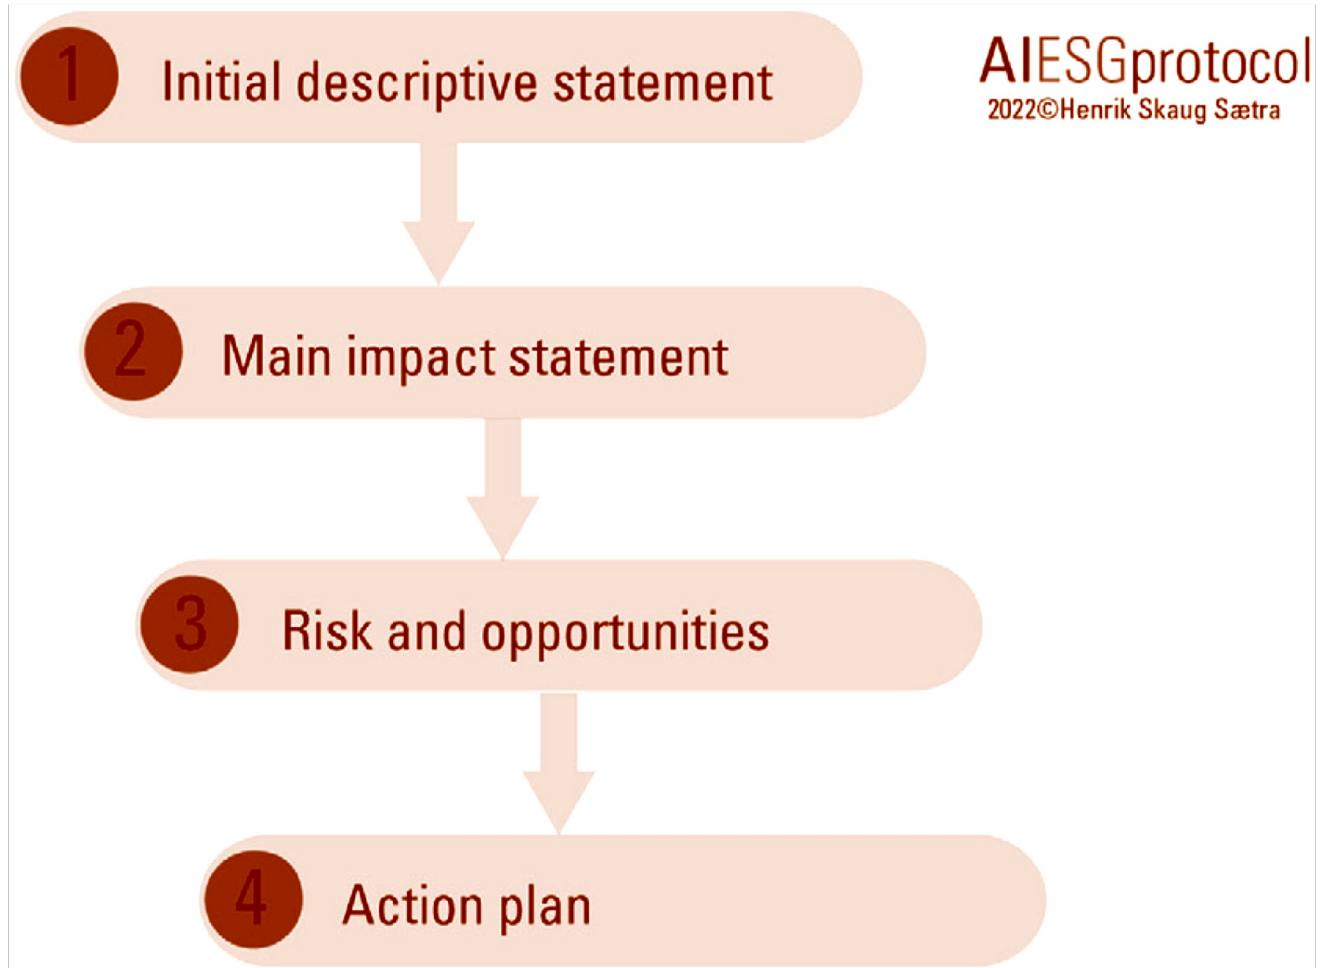 1 Initial descriptive statement
AIESGprotocol
2022©Henrik Skaug Sætra
2 Main impact statement
3 Risk and opportunities
4 Action plan